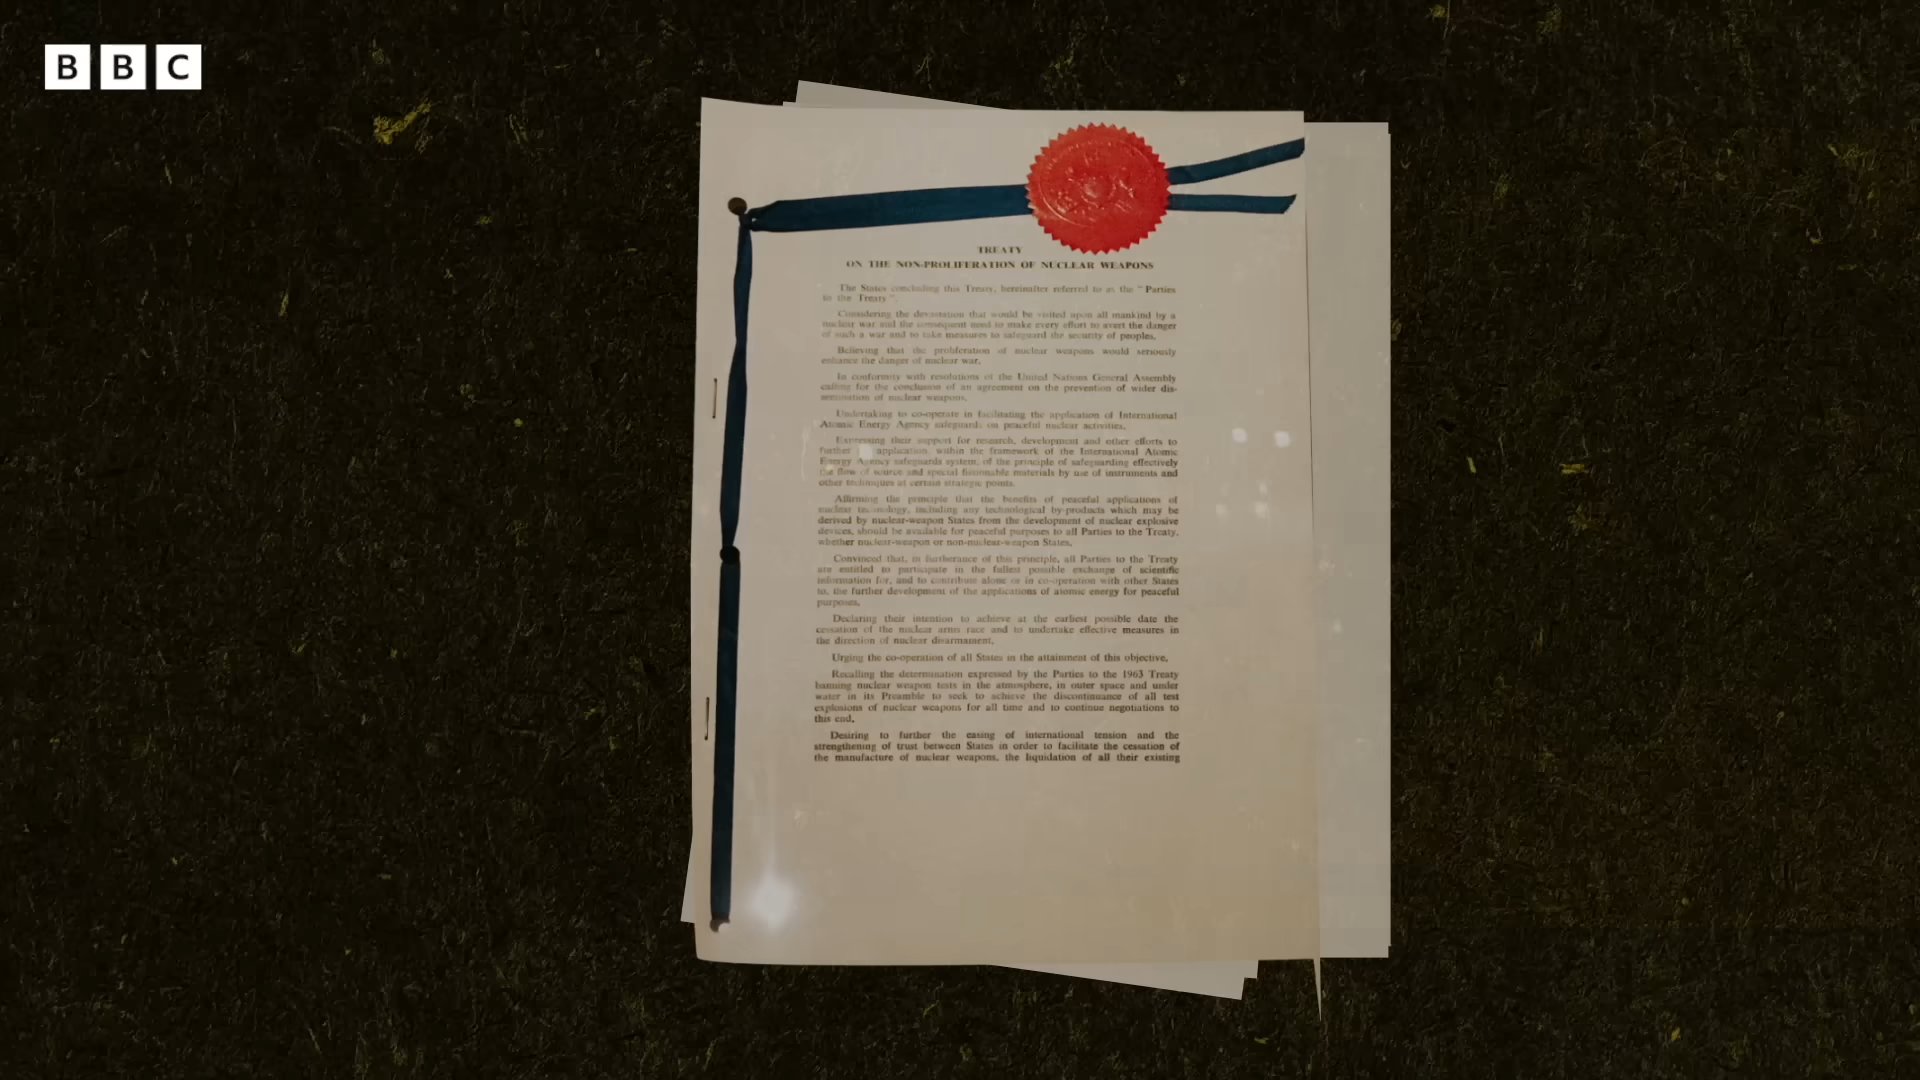 BBC
TREATY
ON THE NON-PROLIFERATION OF NUCLEAR WEAPONS
The States concluding this Treaty, hereinafter referred to as the " Parties
to the Treaty ".
Considering the devastation that would be visited upon all mankind by a
nuclear war and the consequent need to make every effort to avert the danger
of such a war and to take measures to safeguard the security of peoples,
Believing that the proliferation of nuclear weapons would seriously
enhance the danger of nuclear war,
In conformity with resolutions of the United Nations General Assembly
calling for the conclusion of an agreement on the prevention of wider dis-
semination of nuclear weapons,
Undertaking to co-operate in facilitating the application of International
Atomic Energy Agency safeguards on peaceful nuclear activities,
Expressing their support for research, development and other efforts to
further application, within the framework of the International Atomic
Energy Agency safeguards system, of the principle of safeguarding effectively
the flow of source and special fissionable materials by use of instruments and
other techniques at certain strategic points,
Affirming the principle that the benefits of peaceful applications of
nuclear technology, including any technological by-products which may be
derived by nuclear-weapon States from the development of nuclear explosive
devices, should be available for peaceful purposes to all Parties to the Treaty,
whether nuclear-weapon or non-nuclear-weapon States,
Convinced that, in furtherance of this principle, all Parties to the Treaty
are entitled to participate in the fullest possible exchange of scientific
information for, and to contribute alone or in co-operation with other States
to, the further development of the applications of atomic energy for peaceful
purposes,
Declaring their intention to achieve at the earliest possible date the
cessation of the nuclear arms race and to undertake effective measures in
the direction of nuclear disarmament,
Urging the co-operation of all States in the attainment of this objective,
Recalling the determination expressed by the Parties to the 1963 Treaty
banning nuclear weapon tests in the atmosphere, in outer space and under
water in its Preamble to seek to achieve the discontinuance of all test
explosions of nuclear weapons for all time and to continue negotiations to
this end,
Desiring to further the easing of international tension and the
strengthening of trust between States in order to facilitate the cessation of
the manufacture of nuclear weapons, the liquidation of all their existing